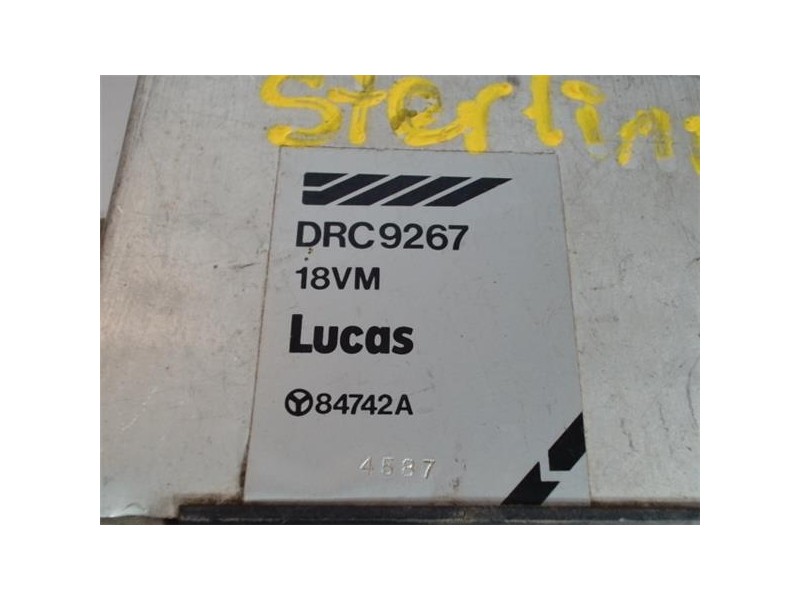 Sterlin
DRC9267
18VM
Lucas
84742A
4587